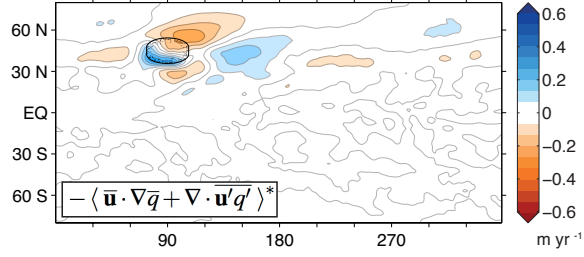 60 N
30 N
EQ
30 S
60 S
90
180
270
− ⟨ ū · ∇q̄ + ∇ · \overline{u′q′} ⟩*
0.6
0.4
0.2
0
−0.2
−0.4
−0.6
m yr⁻¹